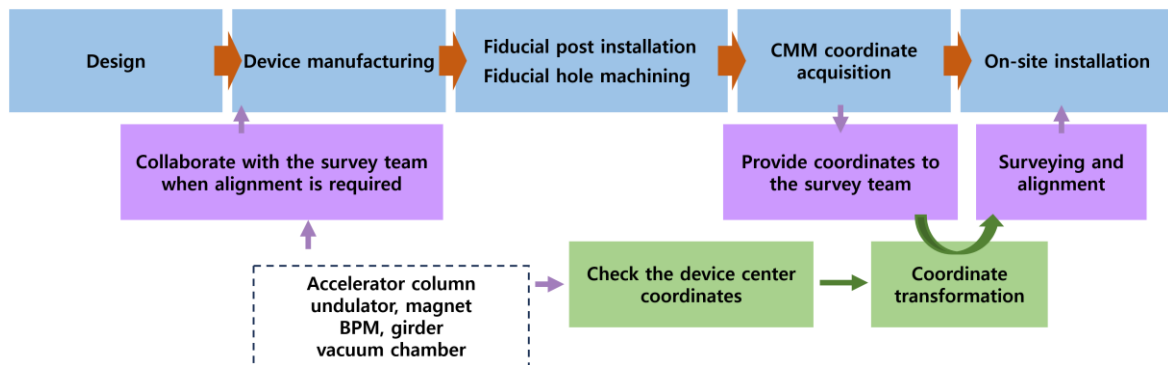 Design
Device manufacturing
Fiducial post installation
Fiducial hole machining
CMM coordinate
acquisition
On-site installation
Collaborate with the survey team
when alignment is required
Provide coordinates to
the survey team
Surveying and
alignment
Accelerator column
undulator, magnet
BPM, girder
vacuum chamber
Check the device center
coordinates
Coordinate
transformation